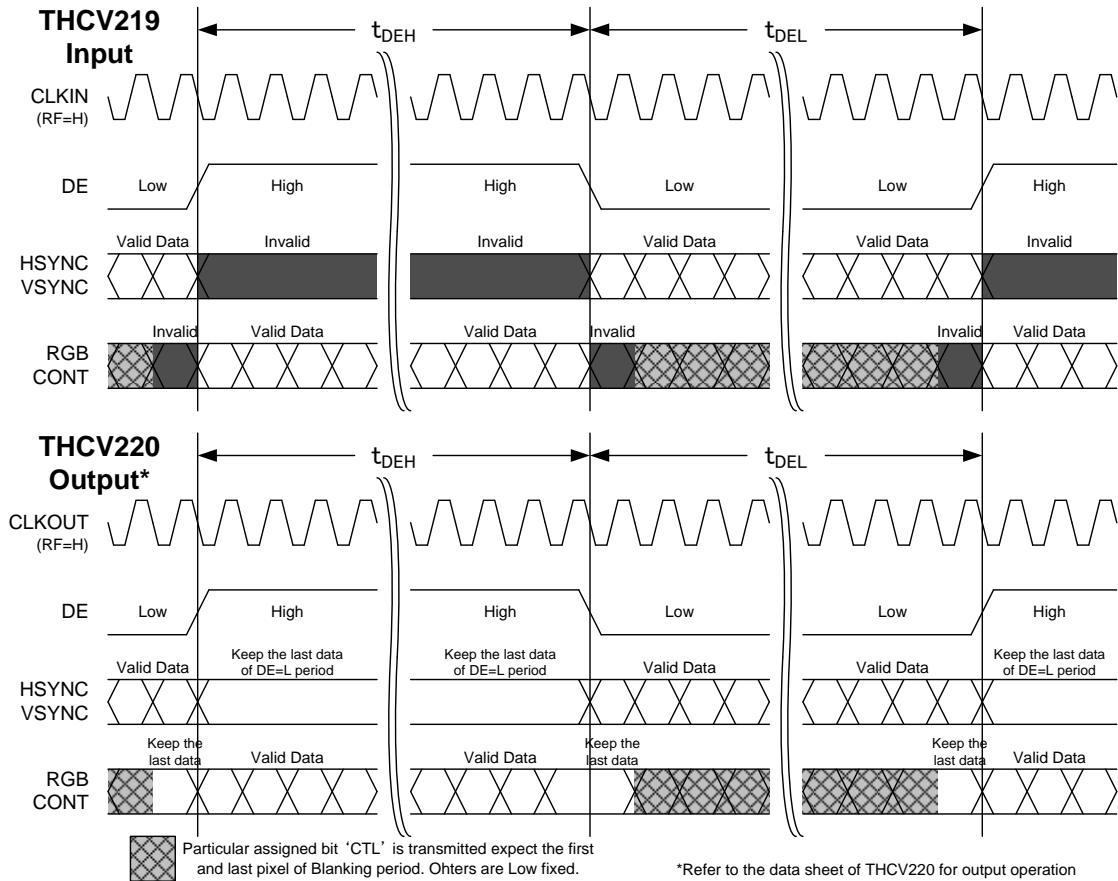 THCV219
Input
tDEH
tDEL
CLKIN
(RF=H)
DE
Low
High
High
Low
Low
High
Valid Data
Invalid
Invalid
Valid Data
Valid Data
Invalid
HSYNC
VSYNC
Invalid
Valid Data
Valid Data
Invalid
Invalid
Valid Data
RGB
CONT
THCV220
Output*
tDEH
tDEL
CLKOUT
(RF=H)
DE
Low
High
High
Low
Low
High
Valid Data
Keep the last data
of DE=L period
Keep the last data
of DE=L period
Valid Data
Valid Data
Keep the last data
of DE=L period
HSYNC
VSYNC
Keep the
last data
Valid Data
Valid Data
Keep the
last data
Keep the
last data
Valid Data
RGB
CONT
Particular assigned bit ‘CTL’ is transmitted expect the first
and last pixel of Blanking period. Ohters are Low fixed.
*Refer to the data sheet of THCV220 for output operation